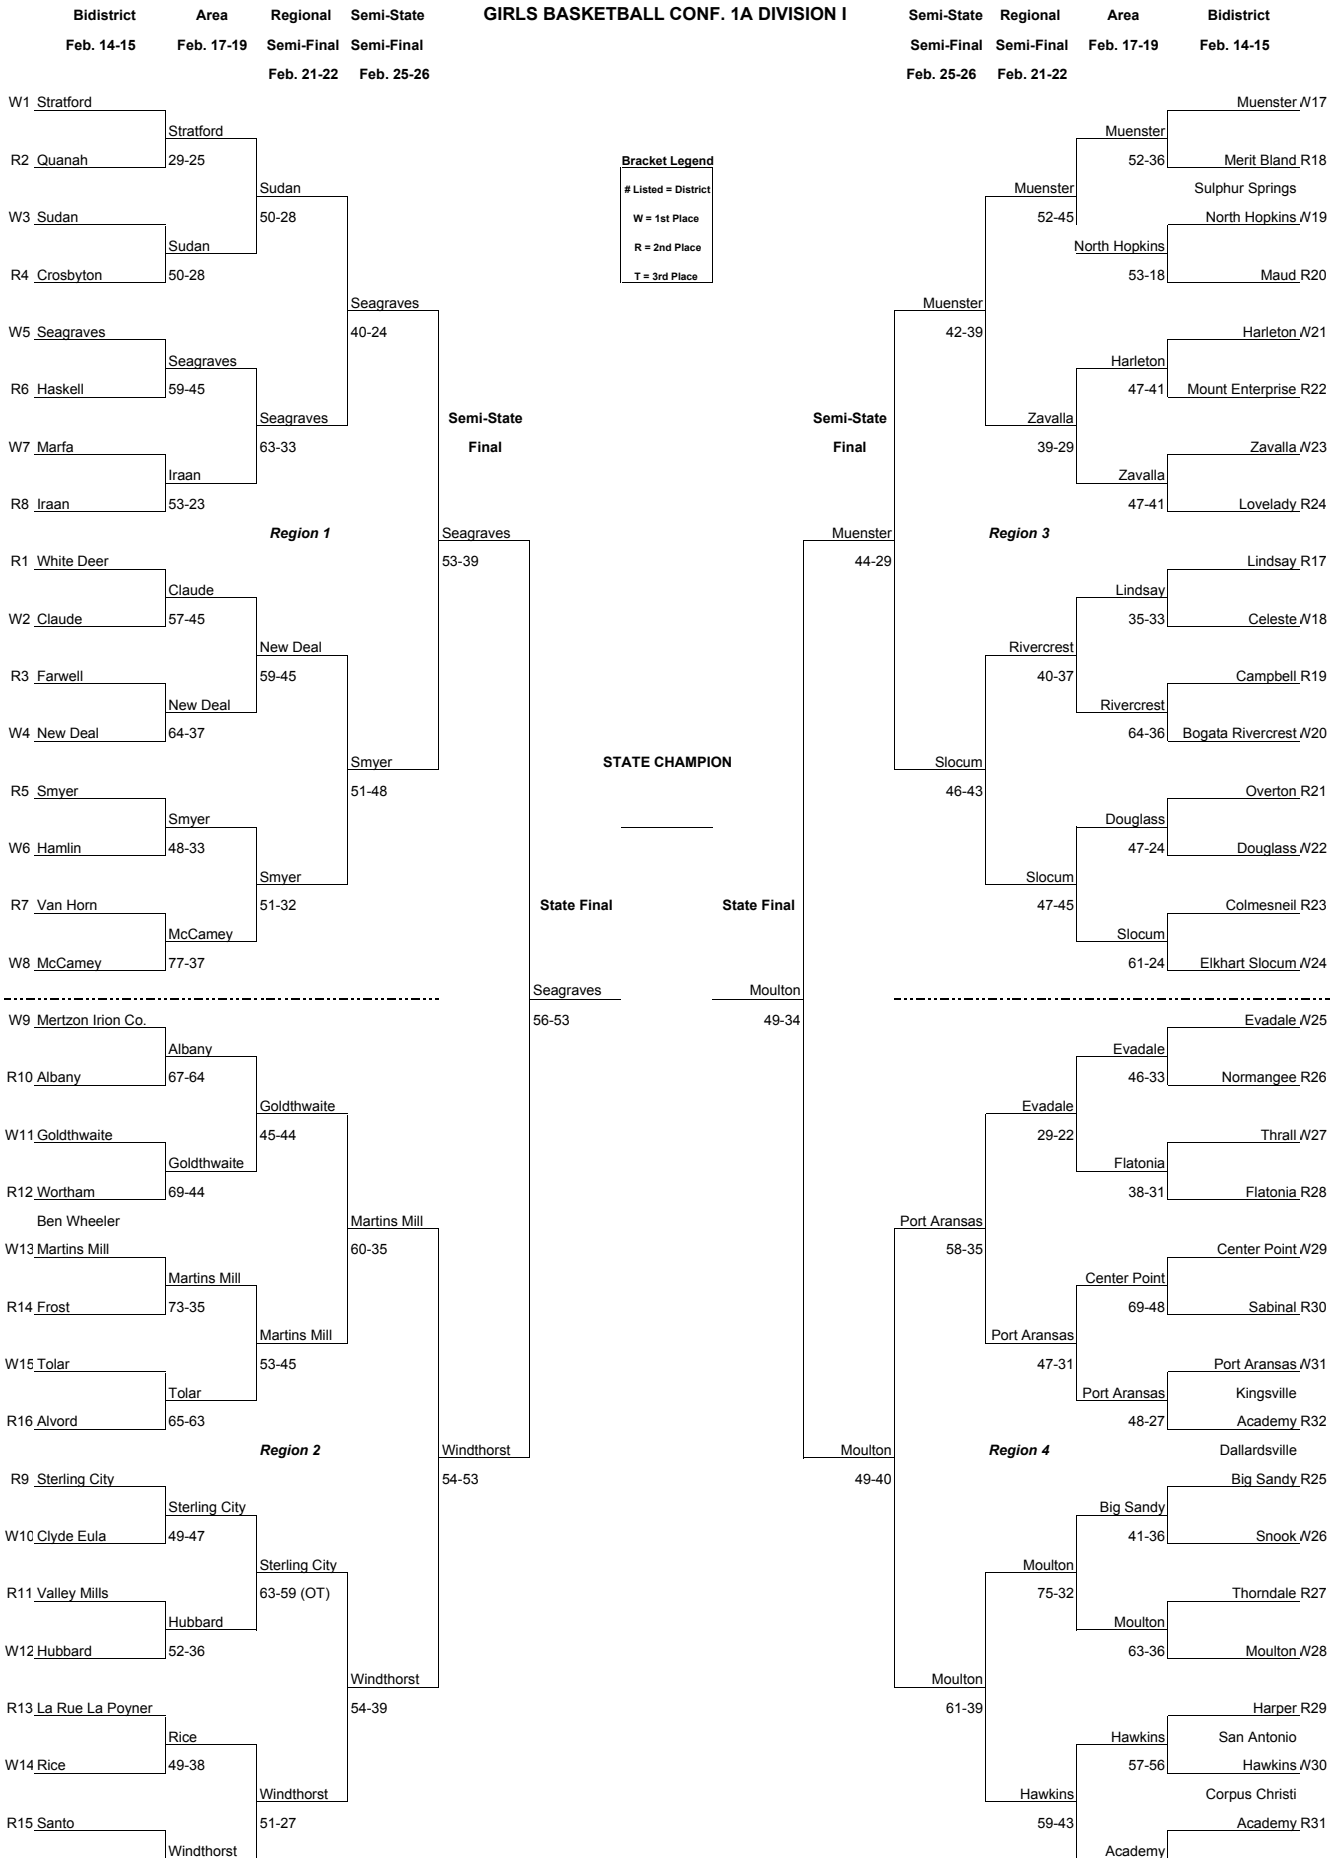 Bidistrict Area Regional Semi-State GIRLS BASKETBALL CONF. 1A DIVISION I Semi-State Regional Area Bidistrict
Feb. 14-15 Feb. 17-19 Semi-Final Semi-Final Semi-Final Semi-Final Feb. 17-19 Feb. 14-15
Feb. 21-22 Feb. 25-26 Feb. 25-26 Feb. 21-22
W1 Stratford Muenster W17
Stratford Muenster
R2 Quanah 29-25 Bracket Legend 52-36 Merit Bland R18
Sudan # Listed = District Muenster Sulphur Springs
W3 Sudan 50-28 W = 1st Place 52-45 North Hopkins W19
Sudan R = 2nd Place North Hopkins
R4 Crosbyton 50-28 T = 3rd Place 53-18 Maud R20
Seagraves Muenster
W5 Seagraves 40-24 42-39 Harleton W21
Seagraves Harleton
R6 Haskell 59-45 47-41 Mount Enterprise R22
Seagraves Semi-State Semi-State Zavalla
W7 Marfa 63-33 Final Final 39-29 Zavalla W23
Iraan Zavalla
R8 Iraan 53-23 47-41 Lovelady R24
Region 1 Seagraves Muenster Region 3
R1 White Deer 53-39 44-29 Lindsay R17
Claude Lindsay
W2 Claude 57-45 35-33 Celeste W18
New Deal Rivercrest
R3 Farwell 59-45 40-37 Campbell R19
New Deal Rivercrest
W4 New Deal 64-37 64-36 Bogata Rivercrest W20
Smyer STATE CHAMPION Slocum
R5 Smyer 51-48 46-43 Overton R21
Smyer Douglass
W6 Hamlin 48-33 47-24 Douglass W22
Smyer Slocum
R7 Van Horn 51-32 State Final State Final 47-45 Colmesneil R23
McCamey Slocum
W8 McCamey 77-37 61-24 Elkhart Slocum W24
Seagraves Moulton
W9 Mertzon Irion Co. 56-53 49-34 Evadale W25
Albany Evadale
R10 Albany 67-64 46-33 Normangee R26
Goldthwaite Evadale
W11 Goldthwaite 45-44 29-22 Thrall W27
Goldthwaite Flatonia
R12 Wortham 69-44 38-31 Flatonia R28
Ben Wheeler Martins Mill Port Aransas
W13 Martins Mill 60-35 58-35 Center Point W29
Martins Mill Center Point
R14 Frost 73-35 69-48 Sabinal R30
Martins Mill Port Aransas
W15 Tolar 53-45 47-31 Port Aransas W31
Tolar Port Aransas Kingsville
R16 Alvord 65-63 48-27 Academy R32
Region 2 Windthorst Moulton Region 4 Dallardsville
R9 Sterling City 54-53 49-40 Big Sandy R25
Sterling City Big Sandy
W10 Clyde Eula 49-47 41-36 Snook W26
Sterling City Moulton
R11 Valley Mills 63-59 (OT) 75-32 Thorndale R27
Hubbard Moulton
W12 Hubbard 52-36 63-36 Moulton W28
Windthorst Moulton
R13 La Rue La Poyner 54-39 61-39 Harper R29
Rice Hawkins San Antonio
W14 Rice 49-38 57-56 Hawkins W30
Windthorst Hawkins Corpus Christi
R15 Santo 51-27 59-43 Academy R31
Windthorst Academy